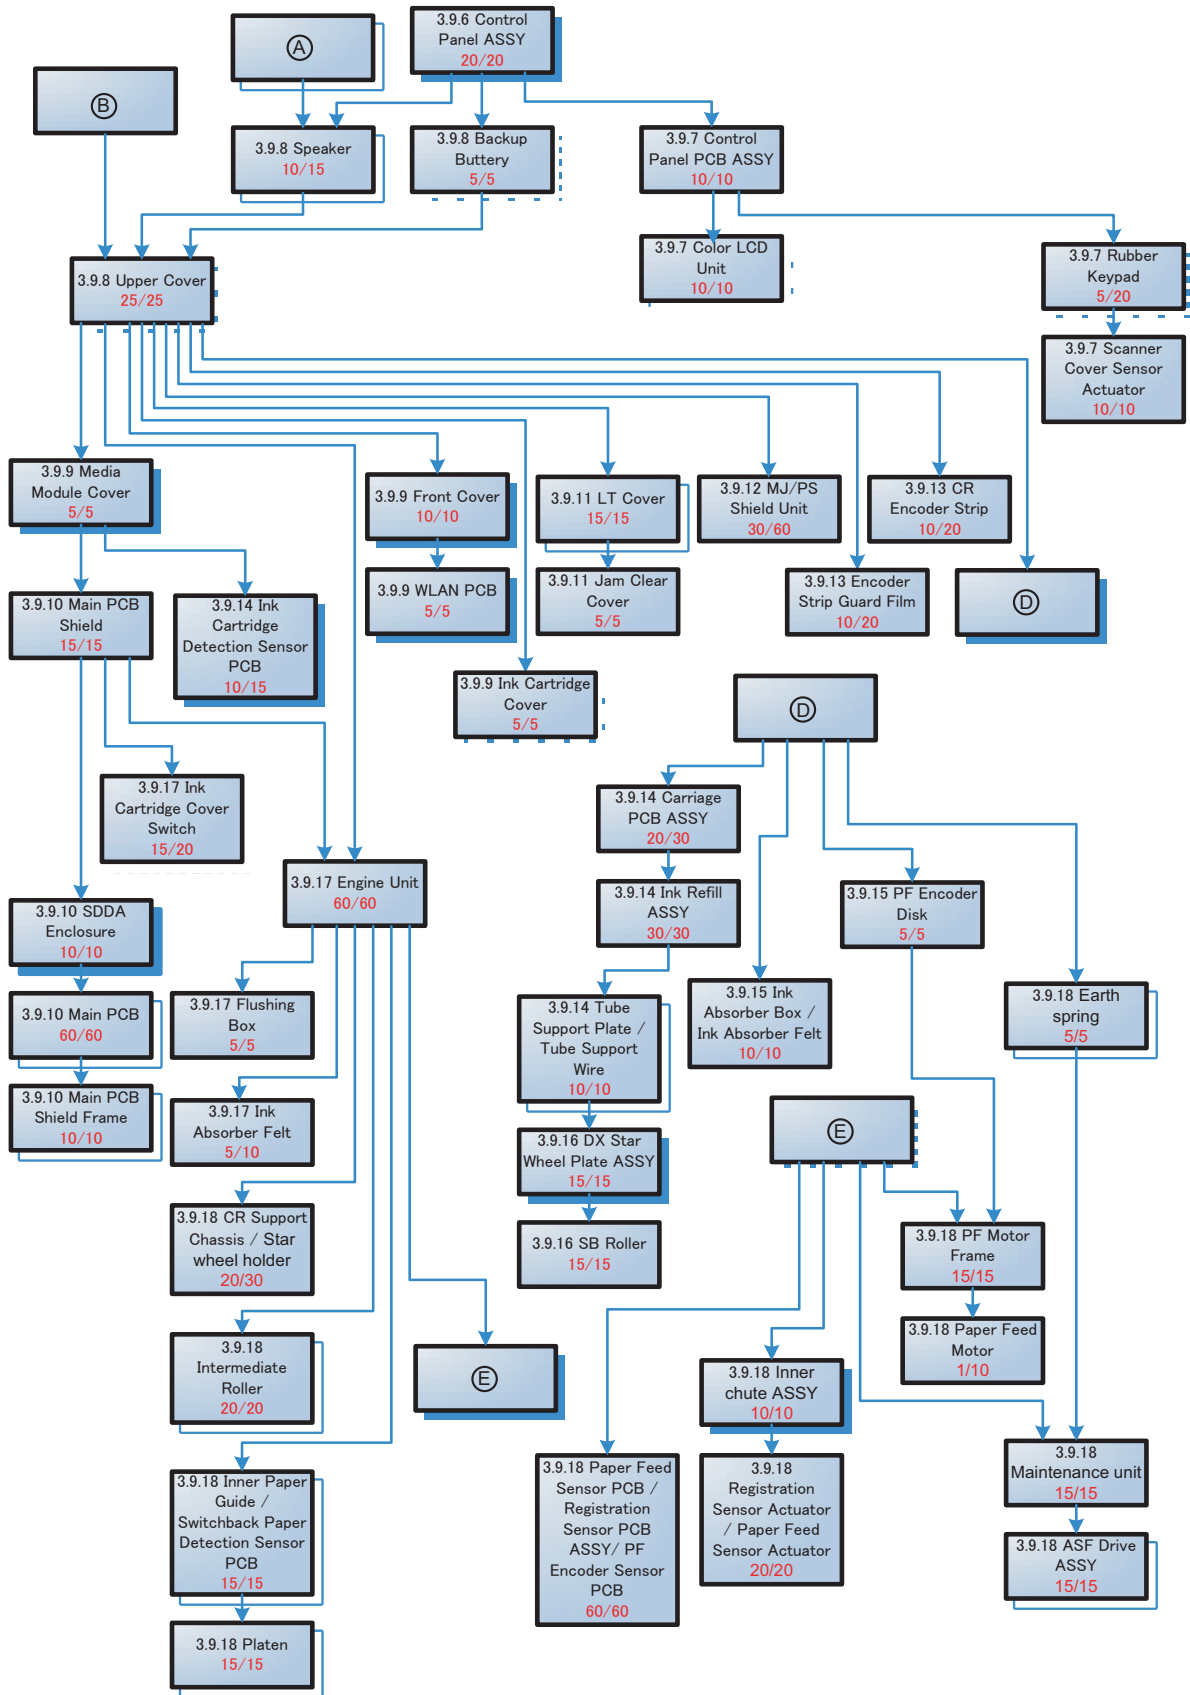 3.9.6 Control
Panel ASSY
20/20
A
B
3.9.8 Speaker
10/15
3.9.8 Backup
Buttery
5/5
3.9.7 Control
Panel PCB ASSY
10/10
3.9.8 Upper Cover
25/25
3.9.7 Color LCD
Unit
10/10
3.9.7 Rubber
Keypad
5/20
3.9.7 Scanner
Cover Sensor
Actuator
10/10
3.9.9 Media
Module Cover
5/5
3.9.9 Front Cover
10/10
3.9.11 LT Cover
15/15
3.9.12 MJ/PS
Shield Unit
30/60
3.9.13 CR
Encoder Strip
10/20
3.9.10 Main PCB
Shield
15/15
3.9.14 Ink
Cartridge
Detection Sensor
PCB
10/15
3.9.9 WLAN PCB
5/5
3.9.11 Jam Clear
Cover
5/5
3.9.13 Encoder
Strip Guard Film
10/20
D
3.9.9 Ink Cartridge
Cover
5/5
D
3.9.17 Ink
Cartridge Cover
Switch
15/20
3.9.14 Carriage
PCB ASSY
20/30
3.9.17 Engine Unit
60/60
3.9.14 Ink Refill
ASSY
30/30
3.9.15 PF Encoder
Disk
5/5
3.9.10 SDDA
Enclosure
10/10
3.9.10 Main PCB
60/60
3.9.17 Flushing
Box
5/5
3.9.14 Tube
Support Plate /
Tube Support
Wire
10/10
3.9.15 Ink
Absorber Box /
Ink Absorber Felt
10/10
3.9.18 Earth
spring
5/5
3.9.10 Main PCB
Shield Frame
10/10
3.9.17 Ink
Absorber Felt
5/10
3.9.16 DX Star
Wheel Plate ASSY
15/15
E
3.9.18 CR Support
Chassis / Star
wheel holder
20/30
3.9.16 SB Roller
15/15
3.9.18 PF Motor
Frame
15/15
3.9.18
Intermediate
Roller
20/20
E
3.9.18 Inner
chute ASSY
10/10
3.9.18 Paper Feed
Motor
1/10
3.9.18 Inner Paper
Guide /
Switchback Paper
Detection Sensor
PCB
15/15
3.9.18 Paper Feed
Sensor PCB /
Registration
Sensor PCB
ASSY/ PF
Encoder Sensor
PCB
60/60
3.9.18
Registration
Sensor Actuator
/ Paper Feed
Sensor Actuator
20/20
3.9.18
Maintenance unit
15/15
3.9.18 ASF Drive
ASSY
15/15
3.9.18 Platen
15/15